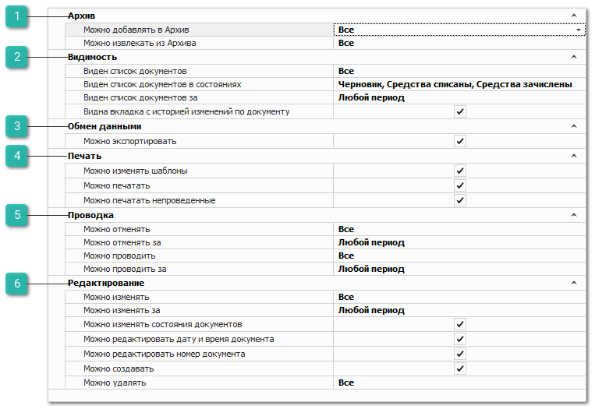 1 Архив
Можно добавлять в Архив Все
Можно извлекать из Архива Все
2 Видимость
Виден список документов Все
Виден список документов в состояниях Черновик, Средства списаны, Средства зачислены
Виден список документов за Любой период
Видна вкладка с историей изменений по документу
3 Обмен данными
Можно экспортировать
4 Печать
Можно изменять шаблоны
Можно печатать
Можно печатать непроведенные
5 Проводка
Можно отменять Все
Можно отменять за Любой период
Можно проводить Все
Можно проводить за Любой период
6 Редактирование
Можно изменять Все
Можно изменять за Любой период
Можно изменять состояния документов
Можно редактировать дату и время документа
Можно редактировать номер документа
Можно создавать
Можно удалять Все